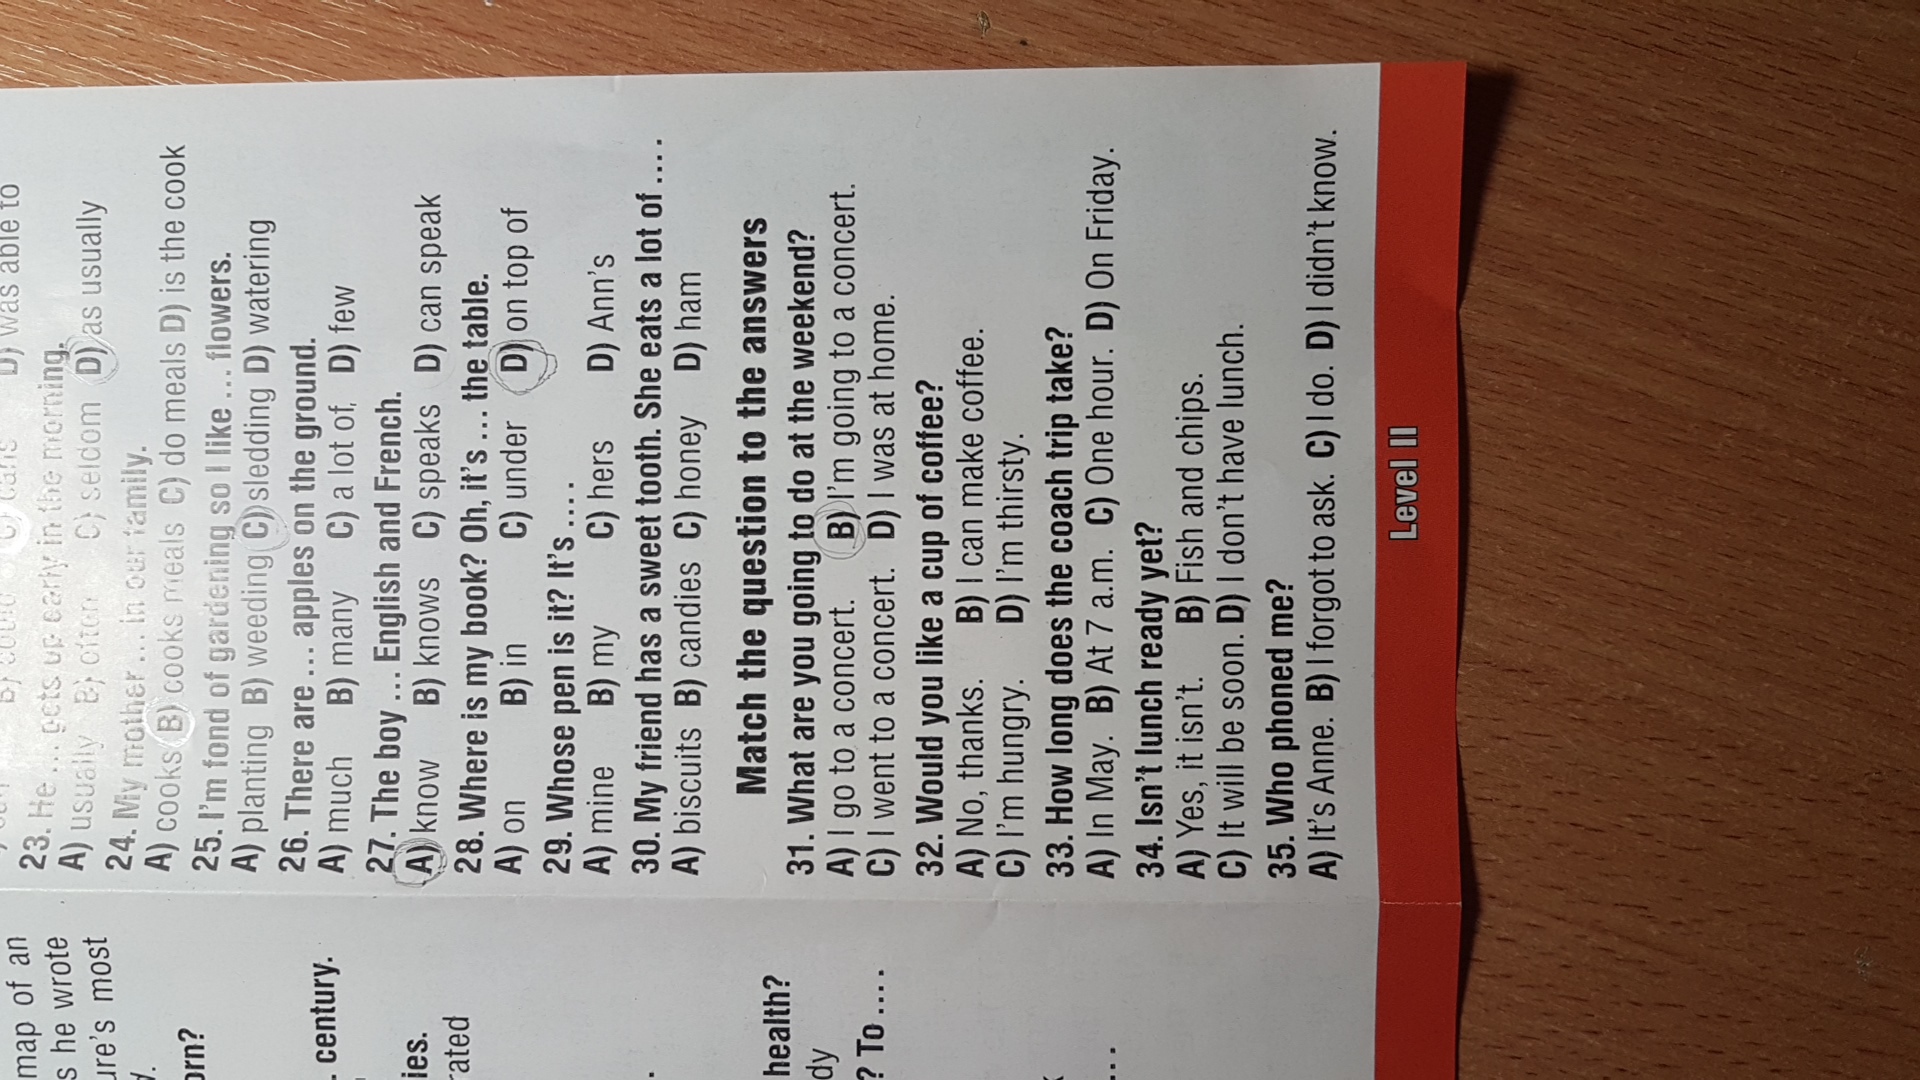 map of an
s he wrote
ure's most
orn?
. century.
ies.
rated
health?
dy
? To ....
D) was able to
23. He ... gets up early in the morning.
A) usually B) often C) seldom D) as usually
24. My mother ... in our family.
A) cooks B) cooks meals C) do meals D) is the cook
25. I'm fond of gardening so I like ... flowers.
A) planting B) weeding C) sledding D) watering
26. There are ... apples on the ground.
A) much B) many C) a lot of, D) few
27. The boy ... English and French.
A) know B) knows C) speaks D) can speak
28. Where is my book? Oh, it's ... the table.
A) on B) in C) under D) on top of
29. Whose pen is it? It's ....
A) mine B) my C) hers D) Ann's
30. My friend has a sweet tooth. She eats a lot of ....
A) biscuits B) candies C) honey D) ham
Match the question to the answers
31. What are you going to do at the weekend?
A) I go to a concert. B) I'm going to a concert.
C) I went to a concert. D) I was at home.
32. Would you like a cup of coffee?
A) No, thanks. B) I can make coffee.
C) I'm hungry. D) I'm thirsty.
33. How long does the coach trip take?
A) In May. B) At 7 a.m. C) One hour. D) On Friday.
34. Isn't lunch ready yet?
A) Yes, it isn't. B) Fish and chips.
C) It will be soon. D) I don't have lunch.
35. Who phoned me?
A) It's Anne. B) I forgot to ask. C) I do. D) I didn't know.
Level II